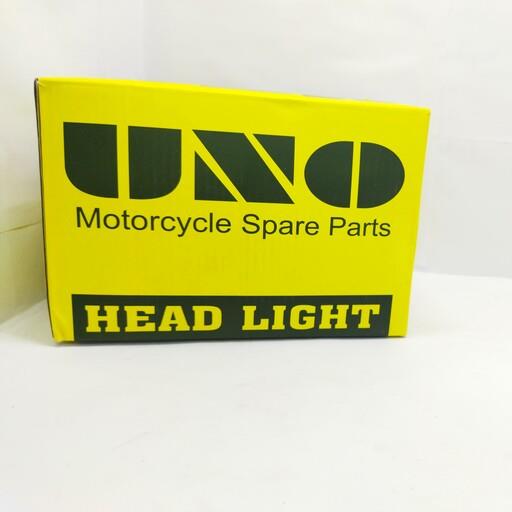 UNO
Motorcycle Spare Parts
HEAD LIGHT